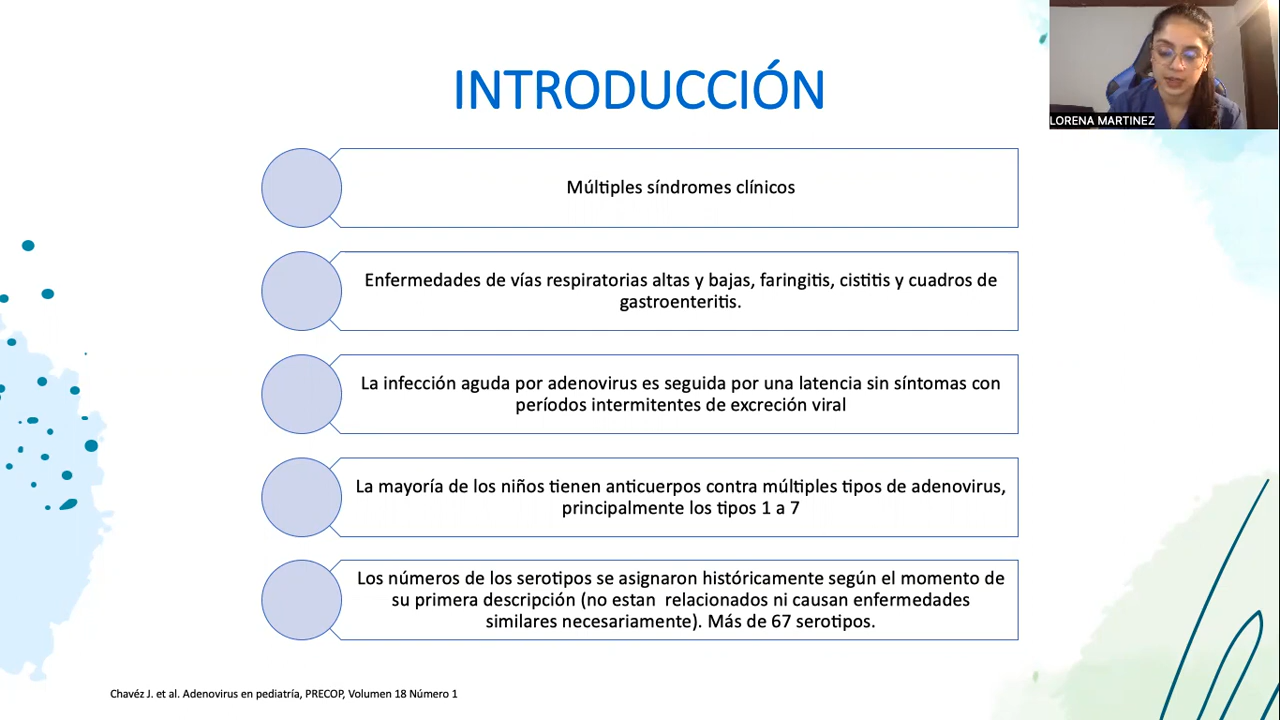 INTRODUCCIÓN
LORENA MARTINEZ
Múltiples síndromes clínicos
Enfermedades de vías respiratorias altas y bajas, faringitis, cistitis y cuadros de
gastroenteritis.
La infección aguda por adenovirus es seguida por una latencia sin síntomas con
períodos intermitentes de excreción viral
La mayoría de los niños tienen anticuerpos contra múltiples tipos de adenovirus,
principalmente los tipos 1 a 7
Los números de los serotipos se asignaron históricamente según el momento de
su primera descripción (no estan relacionados ni causan enfermedades
similares necesariamente). Más de 67 serotipos.
Chavéz J. et al. Adenovirus en pediatría, PRECOP, Volumen 18 Número 1